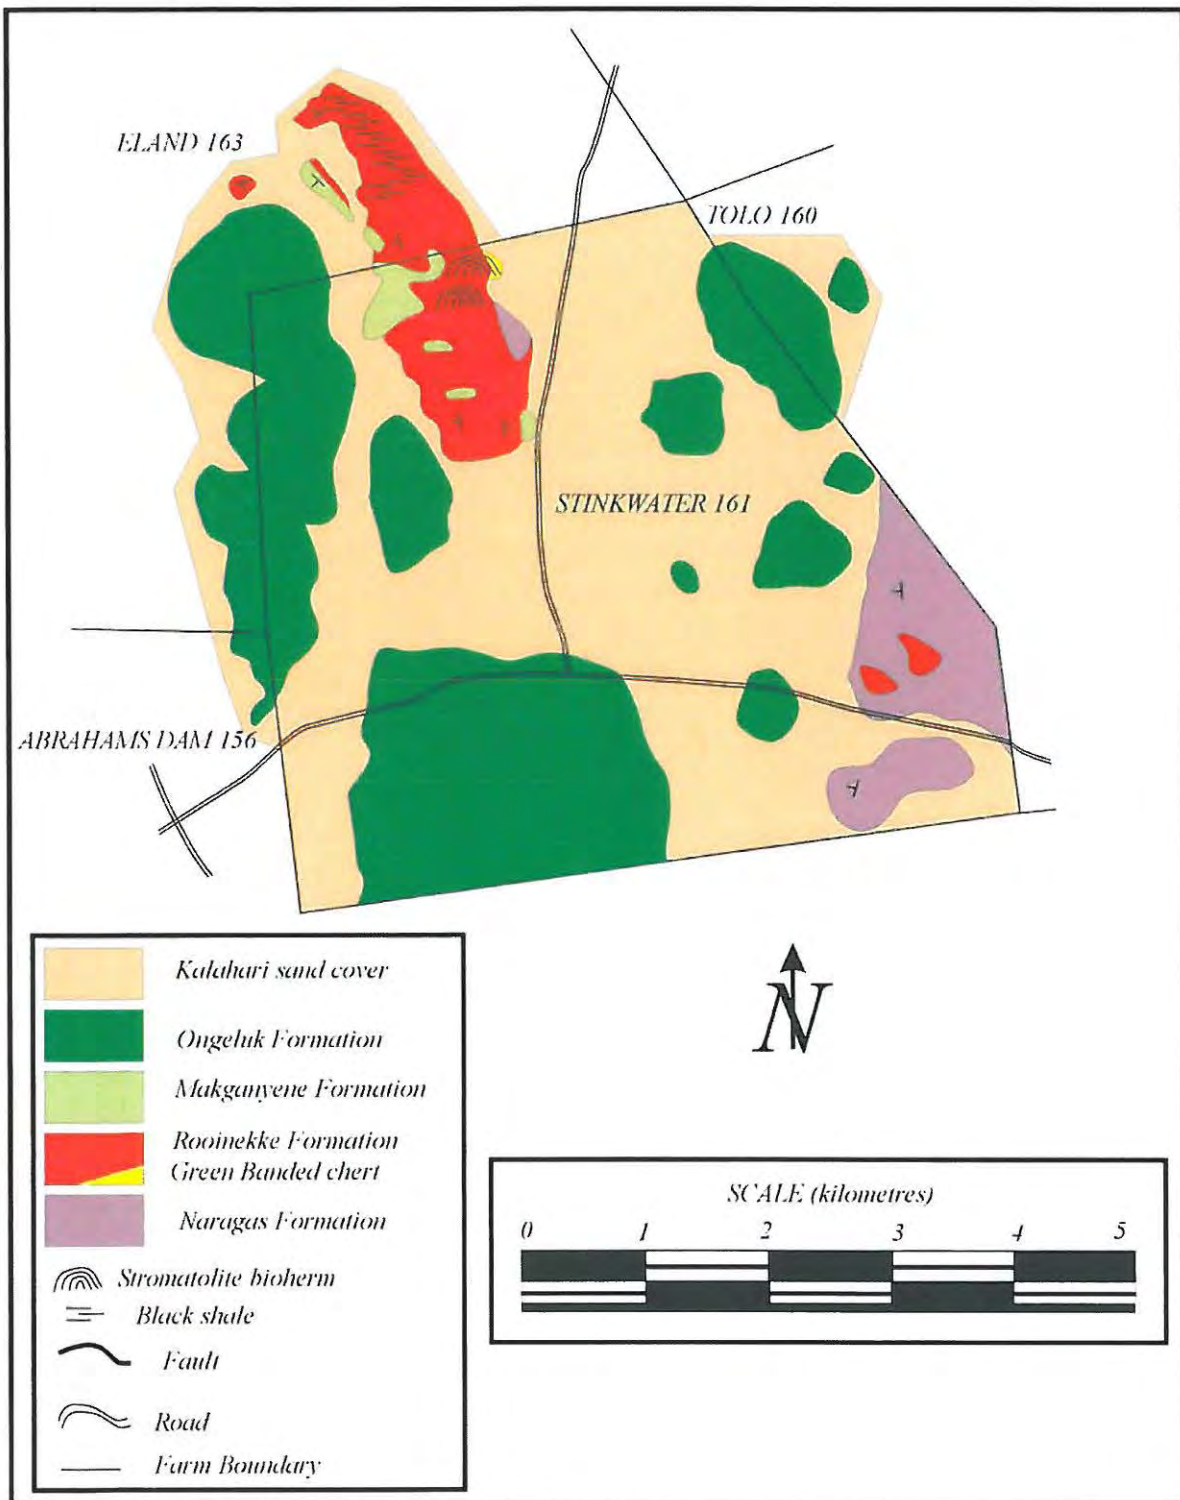 ELAND 163
TOLO 160
STINKWATER 161
ABRAHAMS DAM 156
Kalahari sand cover
Ongeluk Formation
Makganyene Formation
Rooinekke Formation
Green Banded chert
Naragas Formation
Stromatolite bioherm
Black shale
Fault
Road
Farm Boundary
N
SCALE (kilometres)
0 1 2 3 4 5